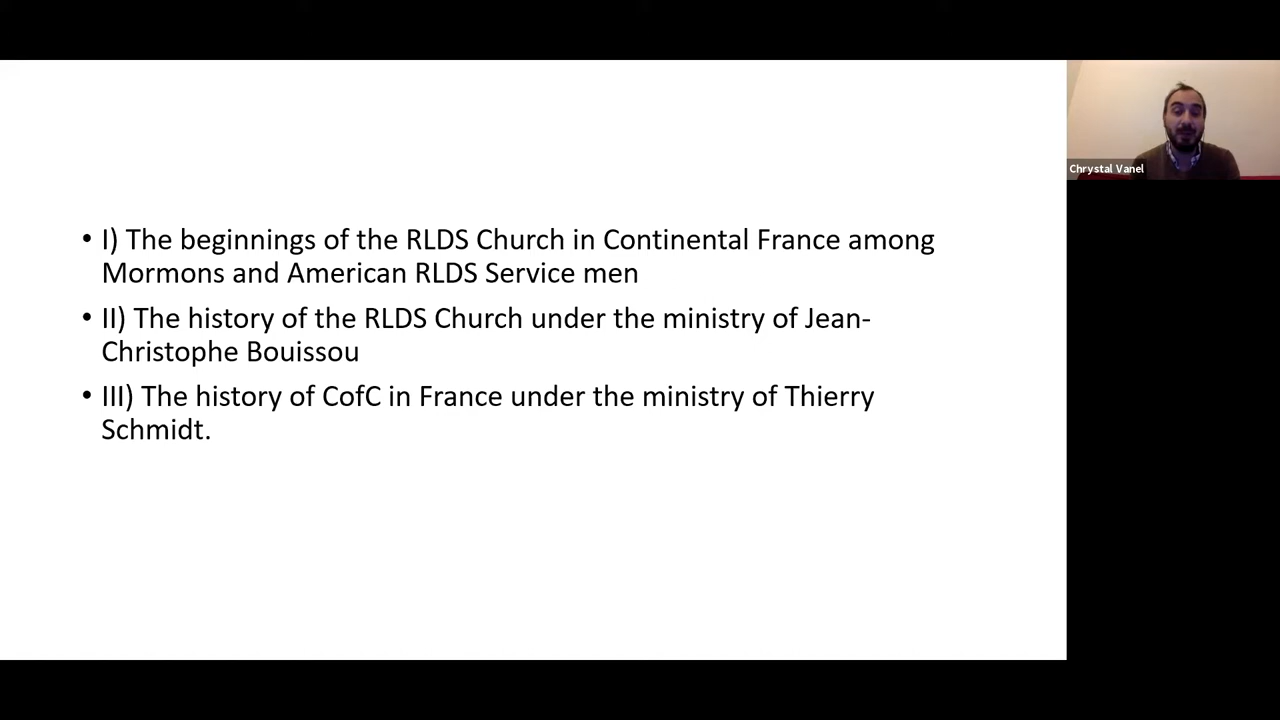 • I) The beginnings of the RLDS Church in Continental France among
Mormons and American RLDS Service men
• II) The history of the RLDS Church under the ministry of Jean-
Christophe Bouissou
• III) The history of CofC in France under the ministry of Thierry
Schmidt.
Chrystal Vanel